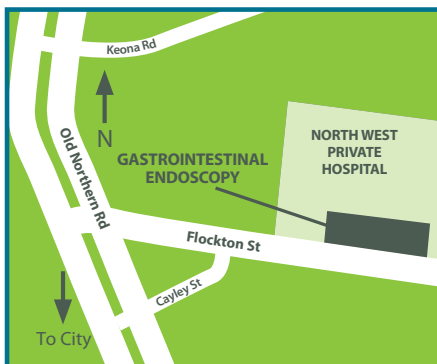 Keona Rd
N
Old Northern Rd
GASTROINTESTINAL
ENDOSCOPY
NORTH WEST
PRIVATE
HOSPITAL
Flockton St
Cayley St
To City